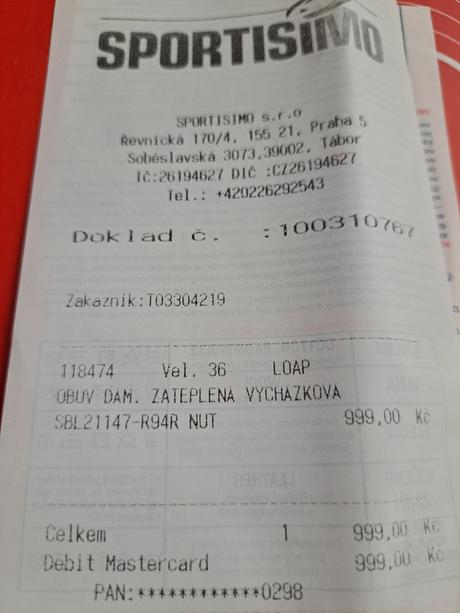 SPORTISIMO
SPORTISIMO s.r.o
Řevnická 170/4, 155 21, Praha 5
Soběslavská 3073,39002, Tábor
IČ:26194627 DIČ :CZ26194627
Tel.: +420226292543
Doklad č. :100310767
Zakaznik:T03304219
118474 Vel. 36 LOAP
OBUV DAM. ZATEPLENA VYCHÁZKOVÁ
SBL21147-R94R NUT 999,00 Kč
Celkem 1 999,00 Kč
Debit Mastercard 999,00 Kč
PAN:************0298